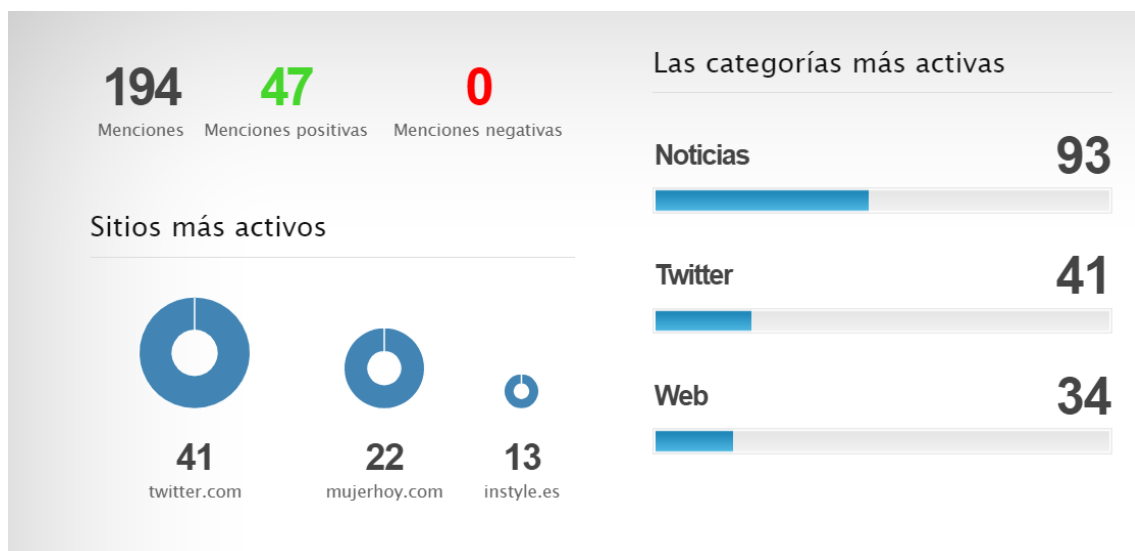 194 47 0
Menciones Menciones positivas Menciones negativas
Sitios más activos
41 22 13
twitter.com mujerhoy.com instyle.es
Las categorías más activas
Noticias 93
Twitter 41
Web 34